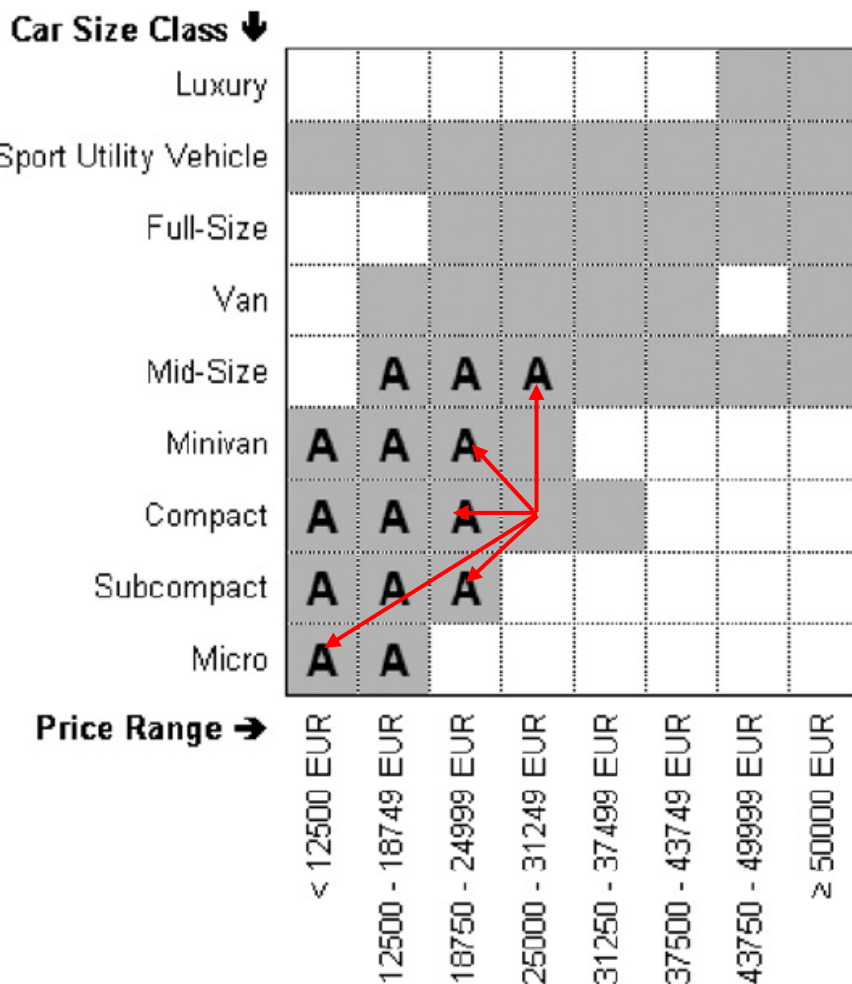 Car Size Class 🡇
Luxury
Sport Utility Vehicle
Full-Size
Van
Mid-Size A A A
Minivan A A A
Compact A A A
Subcompact A A A
Micro A A
Price Range →
< 12500 EUR
12500 - 18749 EUR
18750 - 24999 EUR
25000 - 31249 EUR
31250 - 37499 EUR
37500 - 43749 EUR
43750 - 49999 EUR
≥ 50000 EUR